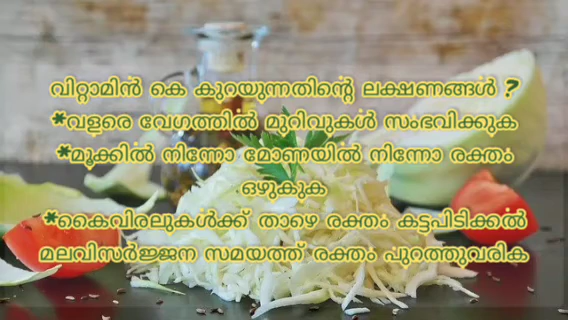 വിറ്റാമിൻ കെ കുറയുന്നതിന്റെ ലക്ഷണങ്ങൾ ?
*വളരെ വേഗത്തിൽ മുറിവുകൾ സംഭവിക്കുക
*മൂക്കിൽ നിന്നോ മോണയിൽ നിന്നോ രക്തം
ഒഴുകുക
*കൈവിരലുകൾക്ക് താഴെ രക്തം കട്ടപിടിക്കൽ
മലവിസർജ്ജന സമയത്ത് രക്തം പുറത്തുവരിക